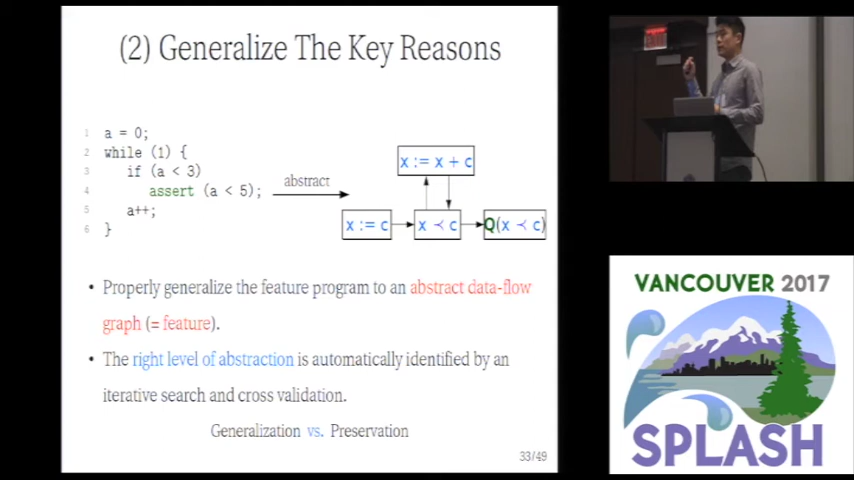 (2) Generalize The Key Reasons
1 a = 0;
2 while (1) {
3 if (a < 3)
4 assert (a < 5);
5 a++;
6 }
abstract
x := x + c
x := c
x ≺ c
Q(x ≺ c)
• Properly generalize the feature program to an abstract data-flow
graph (= feature).
• The right level of abstraction is automatically identified by an
iterative search and cross validation.
Generalization vs. Preservation
33/49
VANCOUVER 2017
SPLASH